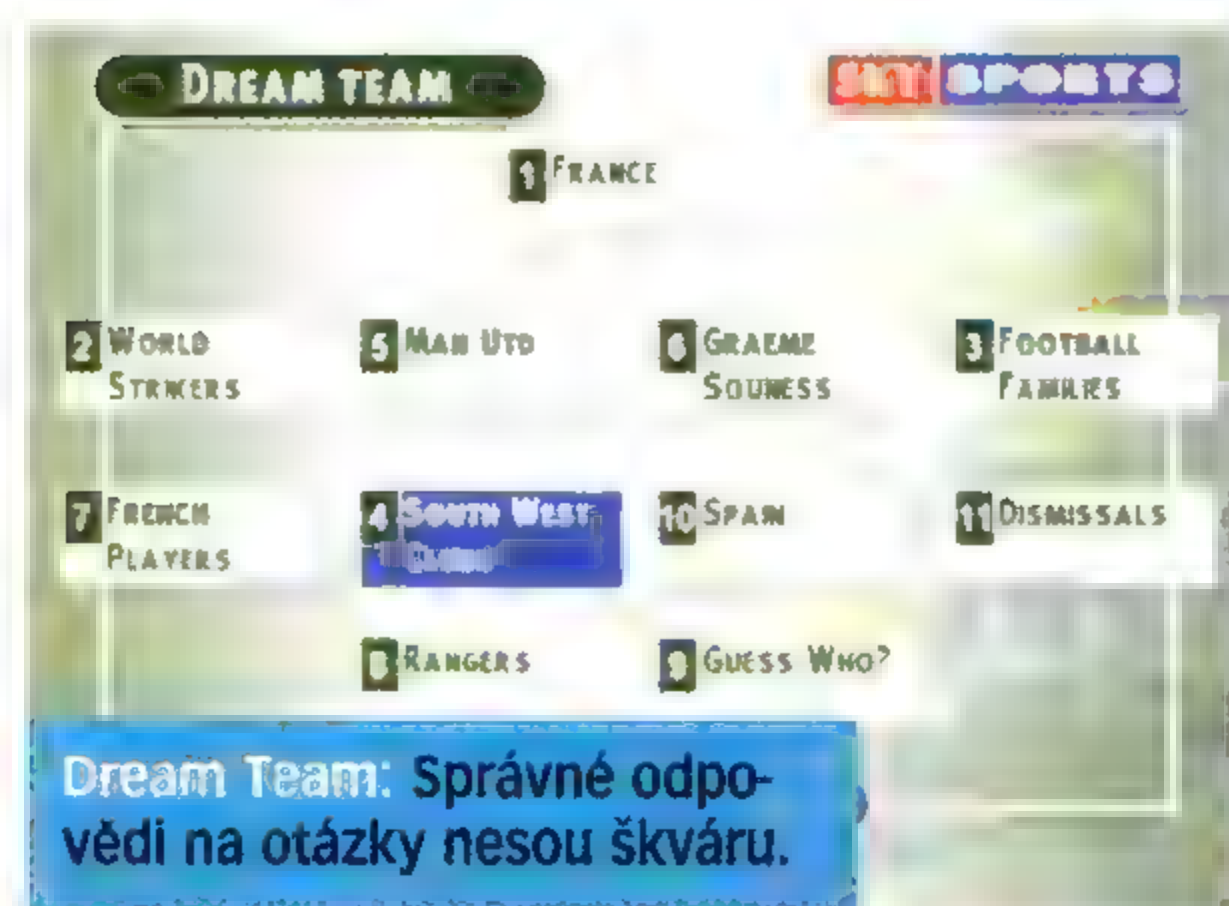 DREAM TEAM
SKY SPORTS
1 FRANCE
2 WORLD
STRIKERS
5 MAN UTD
6 GRAEME
SOUNESS
3 FOOTBALL
FAMILIES
7 FRENCH
PLAYERS
4 SOUTH WEST
10 SPAIN
11 DISMISSALS
8 RANGERS
9 GUESS WHO?
Dream Team: Správné odpo-
vědi na otázky nesou škváru.